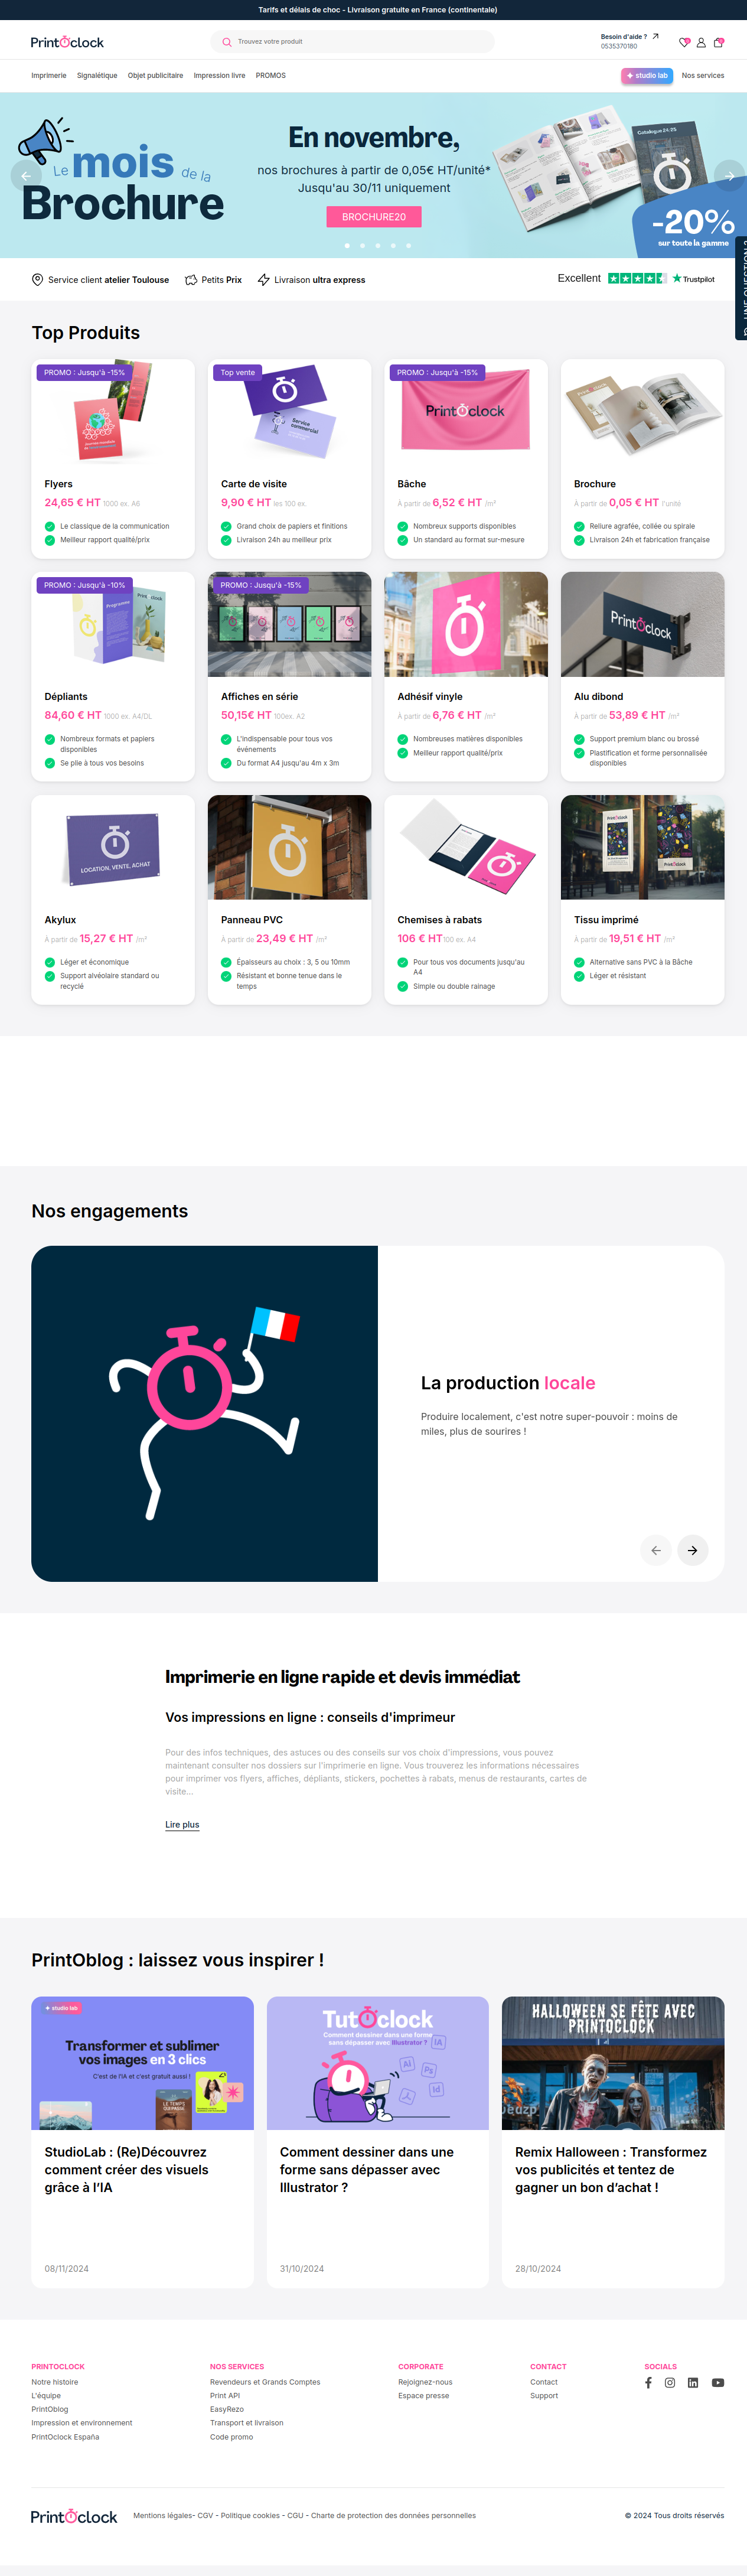 Tarifs et délais de choc - Livraison gratuite en France (continentale)
PrintOclock
Trouvez votre produit
Besoin d'aide ?
0535370180
Imprimerie Signalétique Objet publicitaire Impression livre PROMOS
studio lab
Nos services
Le mois de la
Brochure
En novembre,
nos brochures à partir de 0,05€ HT/unité*
Jusqu'au 30/11 uniquement
BROCHURE20
Catalogue 24/25
-20%
sur toute la gamme
UNE QUESTION ?
Service client atelier Toulouse
Petits Prix
Livraison ultra express
Excellent
Trustpilot
Top Produits
PROMO : Jusqu'à -15%
Flyers
24,65 € HT 1000 ex. A6
Le classique de la communication
Meilleur rapport qualité/prix
Top vente
Service commercial
Carte de visite
9,90 € HT les 100 ex.
Grand choix de papiers et finitions
Livraison 24h au meilleur prix
PROMO : Jusqu'à -15%
PrintOclock
Bâche
À partir de 6,52 € HT /m²
Nombreux supports disponibles
Un standard au format sur-mesure
Brochure
À partir de 0,05 € HT l'unité
Reliure agrafée, collée ou spirale
Livraison 24h et fabrication française
PROMO : Jusqu'à -10%
Programme
Dépliants
84,60 € HT 1000 ex. A4/DL
Nombreux formats et papiers
disponibles
Se plie à tous vos besoins
PROMO : Jusqu'à -15%
Affiches en série
50,15€ HT 100ex. A2
L'indispensable pour tous vos
événements
Du format A4 jusqu'au 4m x 3m
Adhésif vinyle
À partir de 6,76 € HT /m²
Nombreuses matières disponibles
Meilleur rapport qualité/prix
PrintOclock
Alu dibond
À partir de 53,89 € HT /m²
Support premium blanc ou brossé
Plastification et forme personnalisée
disponibles
LOCATION, VENTE, ACHAT
Akylux
À partir de 15,27 € HT /m²
Léger et économique
Support alvéolaire standard ou
recyclé
Panneau PVC
À partir de 23,49 € HT /m²
Épaisseurs au choix : 3, 5 ou 10mm
Résistant et bonne tenue dans le
temps
Chemises à rabats
106 € HT 100 ex. A4
Pour tous vos documents jusqu'au
A4
Simple ou double rainage
Tissu imprimé
À partir de 19,51 € HT /m²
Alternative sans PVC à la Bâche
Léger et résistant
Nos engagements
La production locale
Produire localement, c'est notre super-pouvoir : moins de
miles, plus de sourires !
Imprimerie en ligne rapide et devis immédiat
Vos impressions en ligne : conseils d'imprimeur
Pour des infos techniques, des astuces ou des conseils sur vos choix d'impressions, vous pouvez
maintenant consulter nos dossiers sur l'imprimerie en ligne. Vous trouverez les informations nécessaires
pour imprimer vos flyers, affiches, dépliants, stickers, pochettes à rabats, menus de restaurants, cartes de
visite...
Lire plus
PrintOblog : laissez vous inspirer !
studio lab
Transformer et sublimer
vos images en 3 clics
C'est de l'IA et c'est gratuit aussi !
StudioLab : (Re)Découvrez
comment créer des visuels
grâce à l’IA
08/11/2024
TutOclock
Comment dessiner dans une forme
sans dépasser avec Illustrator ?
Ai
Ps
Id
Comment dessiner dans une
forme sans dépasser avec
Illustrator ?
31/10/2024
HALLOWEEN SE FÊTE AVEC
PRINTOCLOCK
Remix Halloween : Transformez
vos publicités et tentez de
gagner un bon d’achat !
28/10/2024
PRINTOCLOCK
Notre histoire
L'équipe
PrintOblog
Impression et environnement
PrintOclock España
NOS SERVICES
Revendeurs et Grands Comptes
Print API
EasyRezo
Transport et livraison
Code promo
CORPORATE
Rejoignez-nous
Espace presse
CONTACT
Contact
Support
SOCIALS
PrintOclock
Mentions légales- CGV - Politique cookies - CGU - Charte de protection des données personnelles
© 2024 Tous droits réservés